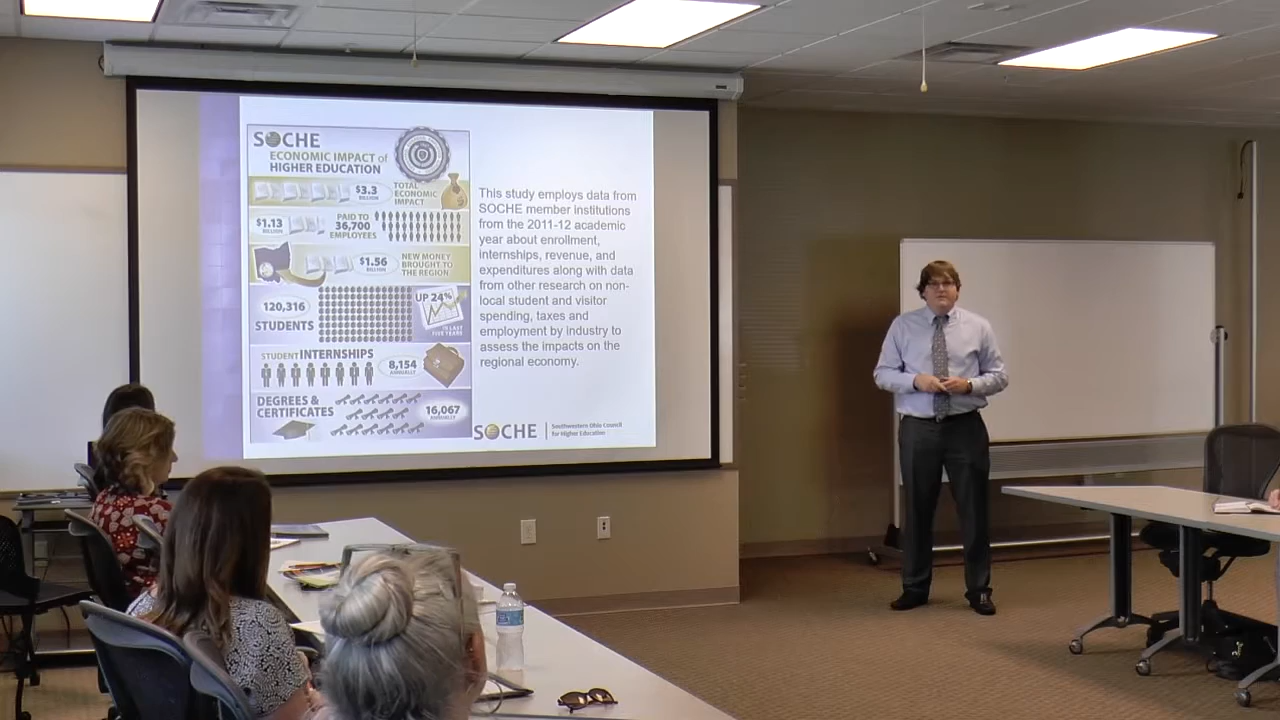 SOCHE
ECONOMIC IMPACT of
HIGHER EDUCATION
$3.3
BILLION
TOTAL
ECONOMIC
IMPACT
$1.13
BILLION
PAID TO
36,700
EMPLOYEES
$1.56
BILLION
NEW MONEY
BROUGHT TO
THE REGION
120,316
STUDENTS
UP 24%
IN LAST
FIVE YEARS
STUDENT INTERNSHIPS
8,154
ANNUALLY
DEGREES &
CERTIFICATES
16,067
ANNUALLY
This study employs data from
SOCHE member institutions
from the 2011-12 academic
year about enrollment,
internships, revenue, and
expenditures along with data
from other research on non-
local student and visitor
spending, taxes and
employment by industry to
assess the impacts on the
regional economy.
SOCHE
Southwestern Ohio Council
for Higher Education